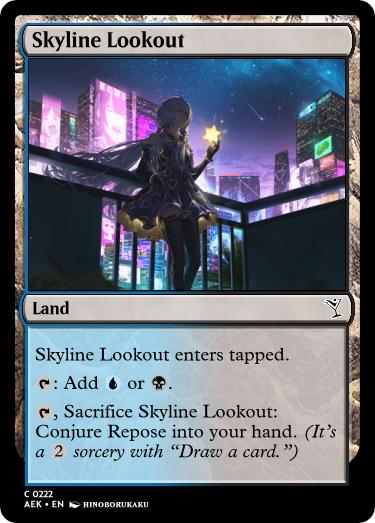 Skyline Lookout
Land
Skyline Lookout enters tapped.
: Add or .
, Sacrifice Skyline Lookout:
Conjure Repose into your hand. (It's
a 2 sorcery with “Draw a card.”)
C 0222
AEK • EN HINOBORUKAKU